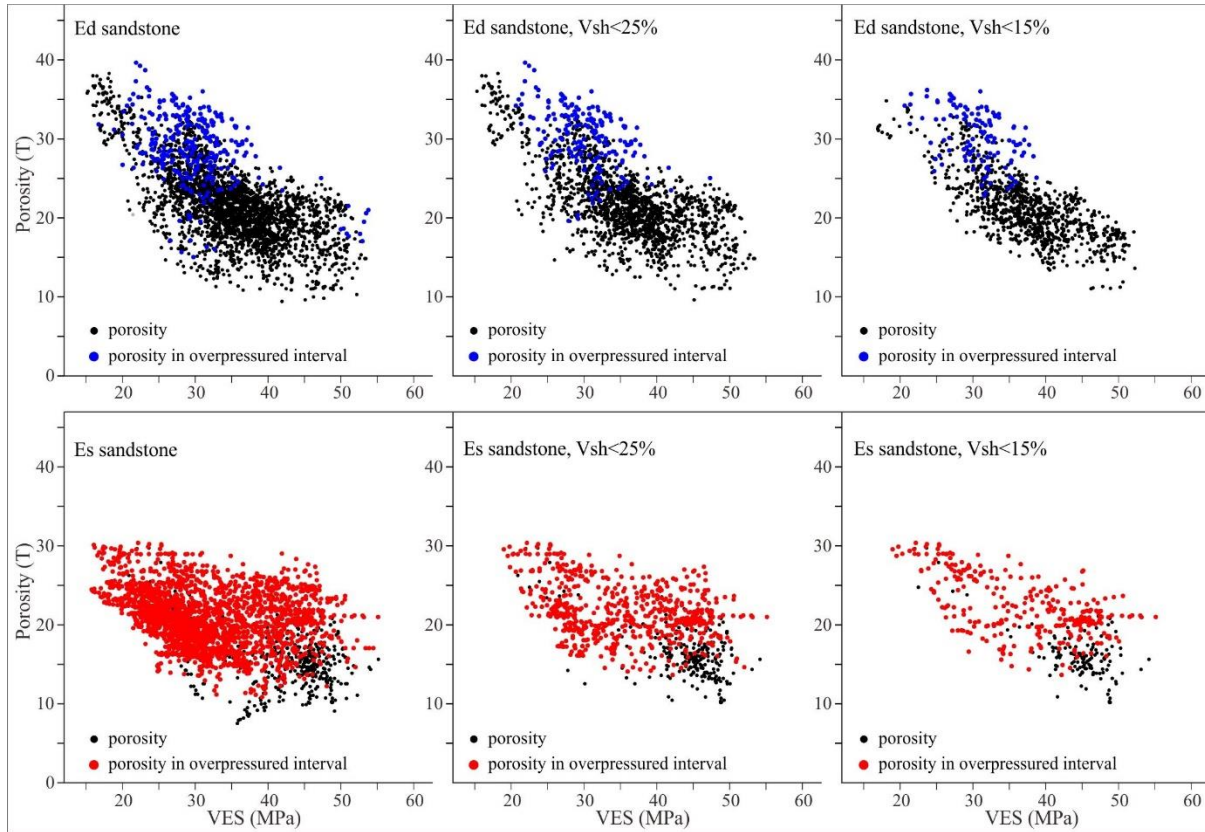 Ed sandstone
Ed sandstone, Vsh<25%
Ed sandstone, Vsh<15%
Porosity (T)
40
30
20
10
0
40
30
20
10
40
30
20
10
porosity
porosity in overpressured interval
porosity
porosity in overpressured interval
porosity
porosity in overpressured interval
20 30 40 50 60
20 30 40 50 60
20 30 40 50 60
Es sandstone
Es sandstone, Vsh<25%
Es sandstone, Vsh<15%
Porosity (T)
40
30
20
10
0
40
30
20
10
40
30
20
10
porosity
porosity in overpressured interval
porosity
porosity in overpressured interval
porosity
porosity in overpressured interval
20 30 40 50 60
20 30 40 50 60
20 30 40 50 60
VES (MPa)
VES (MPa)
VES (MPa)